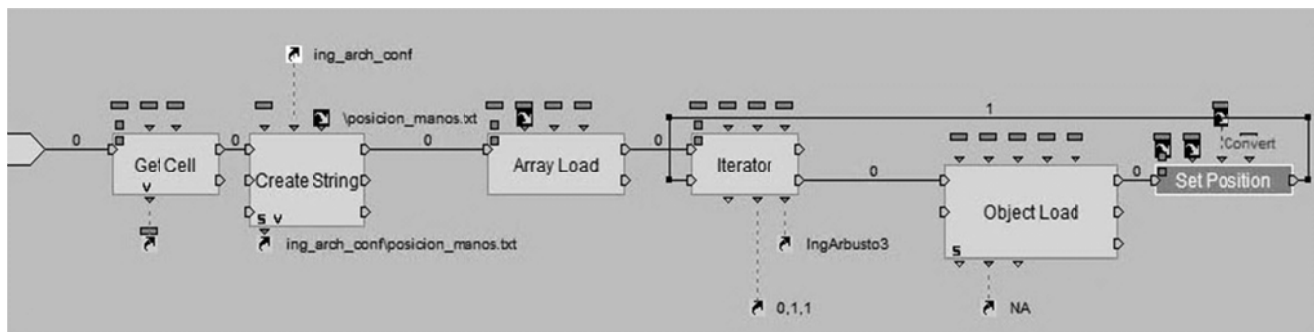 ing_arch_conf
\posicion_manos.txt
1
Convert
0
Get Cell
V
0
Create String
S V
0
Array Load
0
Iterator
0
Object Load
S
0
Set Position
ing_arch_conf\posicion_manos.txt
IngArbusto3
0,1,1
NA